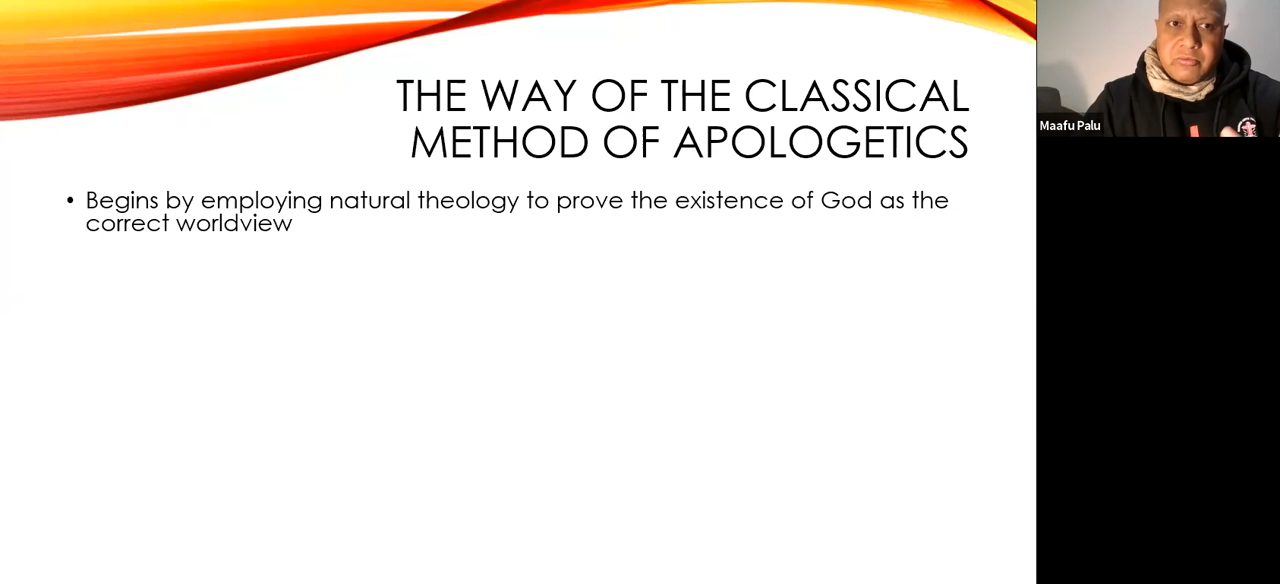 THE WAY OF THE CLASSICAL
METHOD OF APOLOGETICS
• Begins by employing natural theology to prove the existence of God as the
correct worldview
Maafu Palu